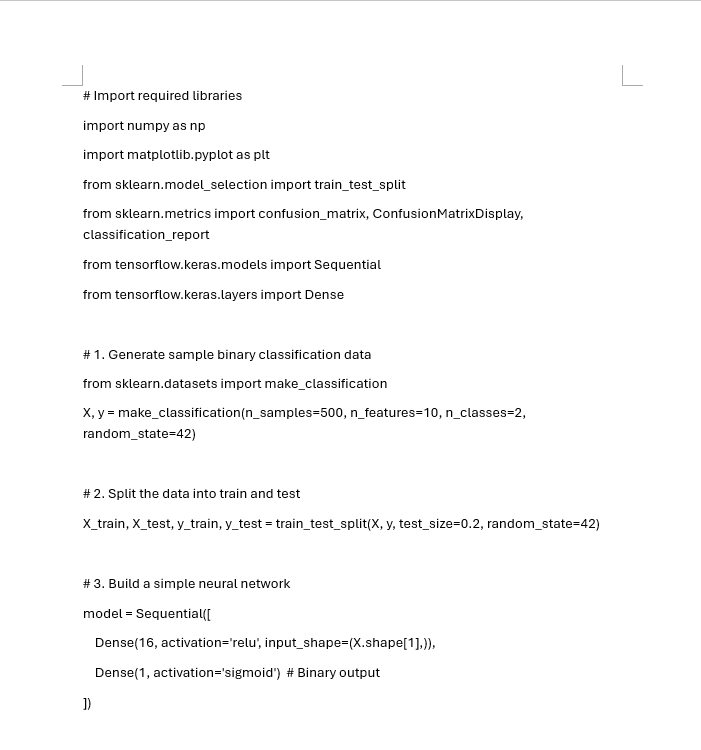 # Import required libraries
import numpy as np
import matplotlib.pyplot as plt
from sklearn.model_selection import train_test_split
from sklearn.metrics import confusion_matrix, ConfusionMatrixDisplay,
classification_report
from tensorflow.keras.models import Sequential
from tensorflow.keras.layers import Dense
# 1. Generate sample binary classification data
from sklearn.datasets import make_classification
X, y = make_classification(n_samples=500, n_features=10, n_classes=2,
random_state=42)
# 2. Split the data into train and test
X_train, X_test, y_train, y_test = train_test_split(X, y, test_size=0.2, random_state=42)
# 3. Build a simple neural network
model = Sequential([
    Dense(16, activation='relu', input_shape=(X.shape[1],)),
    Dense(1, activation='sigmoid')  # Binary output
])